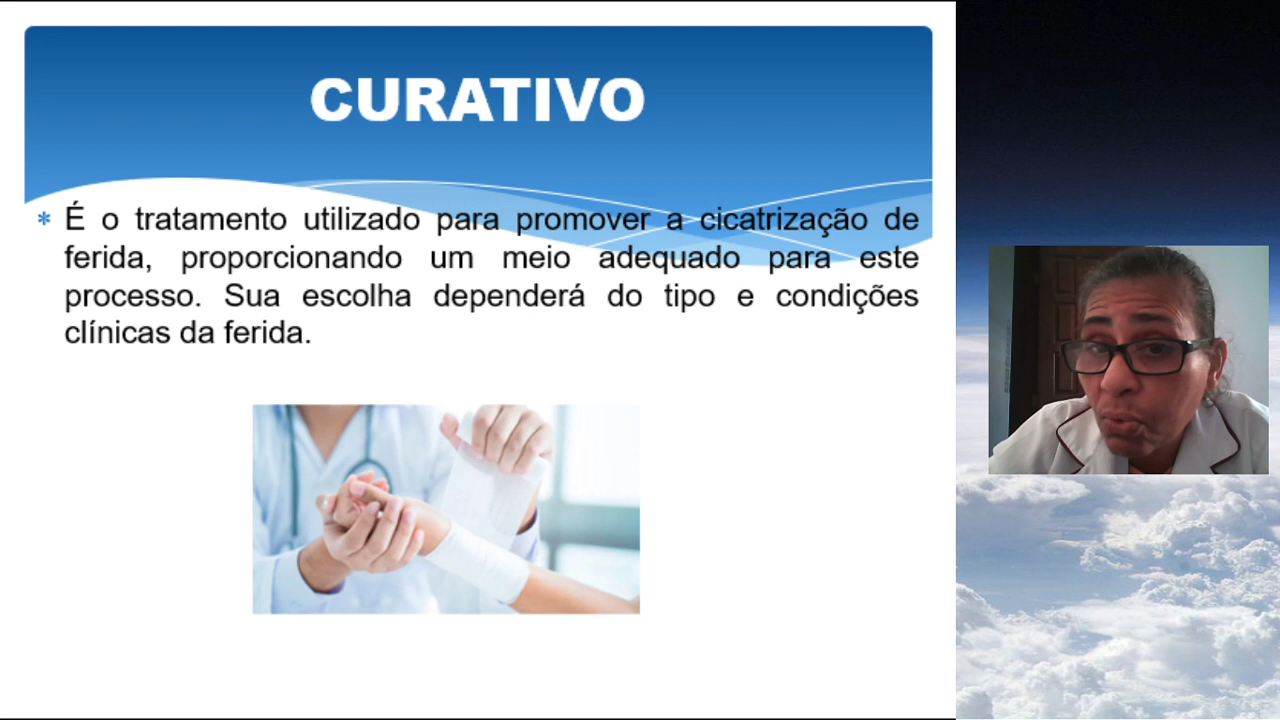 CURATIVO
* É o tratamento utilizado para promover a cicatrização de
ferida, proporcionando um meio adequado para este
processo. Sua escolha dependerá do tipo e condições
clínicas da ferida.